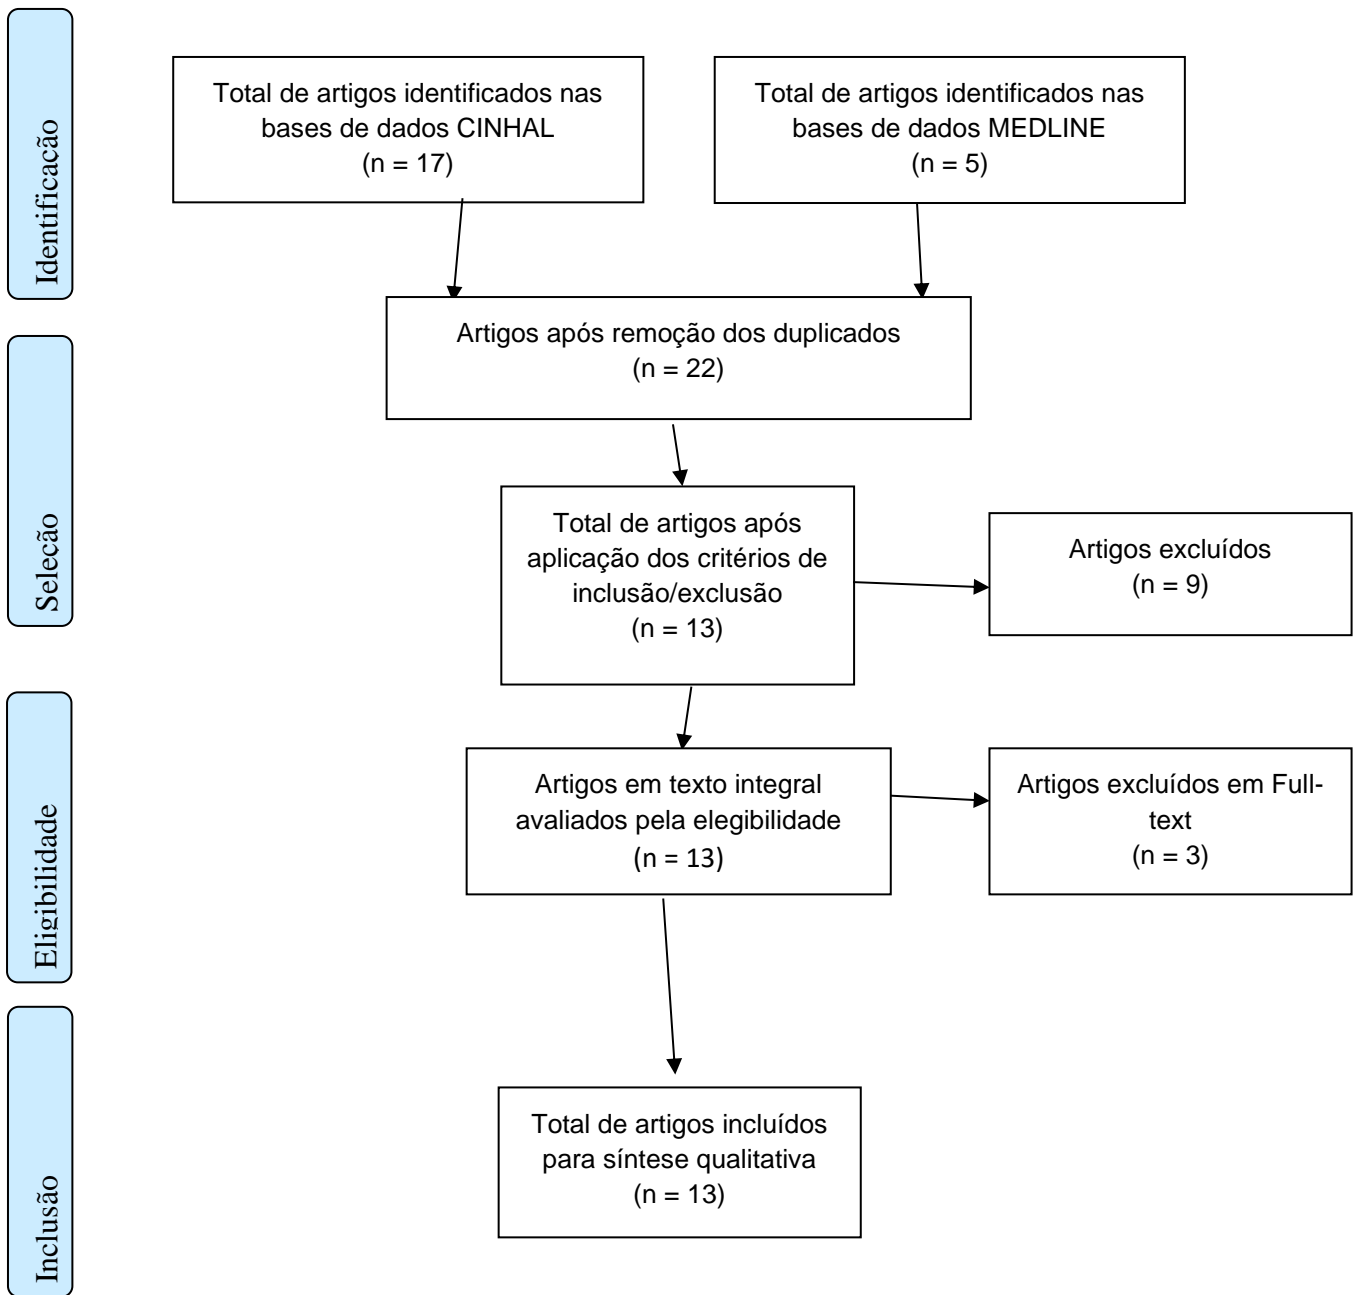 Identificação
Total de artigos identificados nas
bases de dados CINHAL
(n = 17)
Total de artigos identificados nas
bases de dados MEDLINE
(n = 5)
Artigos após remoção dos duplicados
(n = 22)
Seleção
Total de artigos após
aplicação dos critérios de
inclusão/exclusão
(n = 13)
Artigos excluídos
(n = 9)
Eligibilidade
Artigos em texto integral
avaliados pela elegibilidade
(n = 13)
Artigos excluídos em Full-
text
(n = 3)
Inclusão
Total de artigos incluídos
para síntese qualitativa
(n = 13)